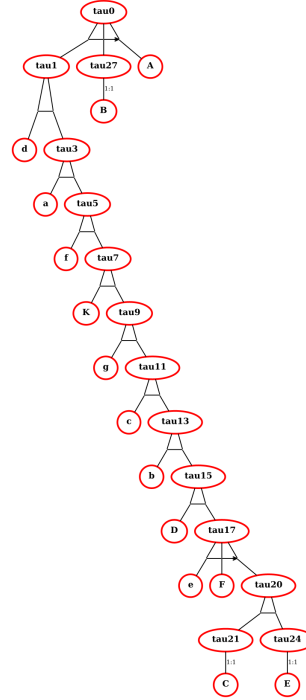 tau0
tau1
tau27
A
1:1
B
d
tau3
a
tau5
f
tau7
K
tau9
g
tau11
c
tau13
b
tau15
D
tau17
e
F
tau20
tau21
tau24
1:1
1:1
C
E